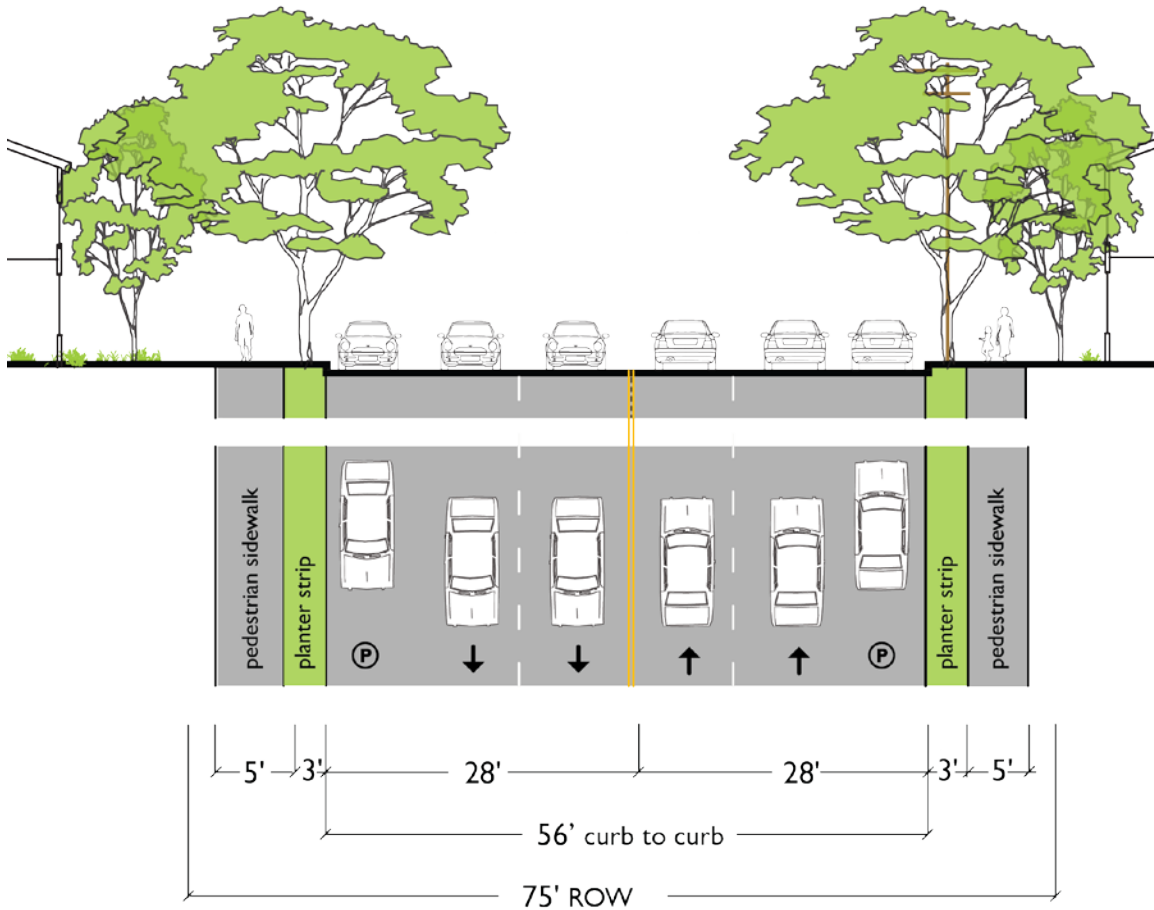 pedestrian sidewalk
planter strip
P
P
planter strip
pedestrian sidewalk
5' 3' 28' 28' 3' 5'
56’ curb to curb
75' ROW